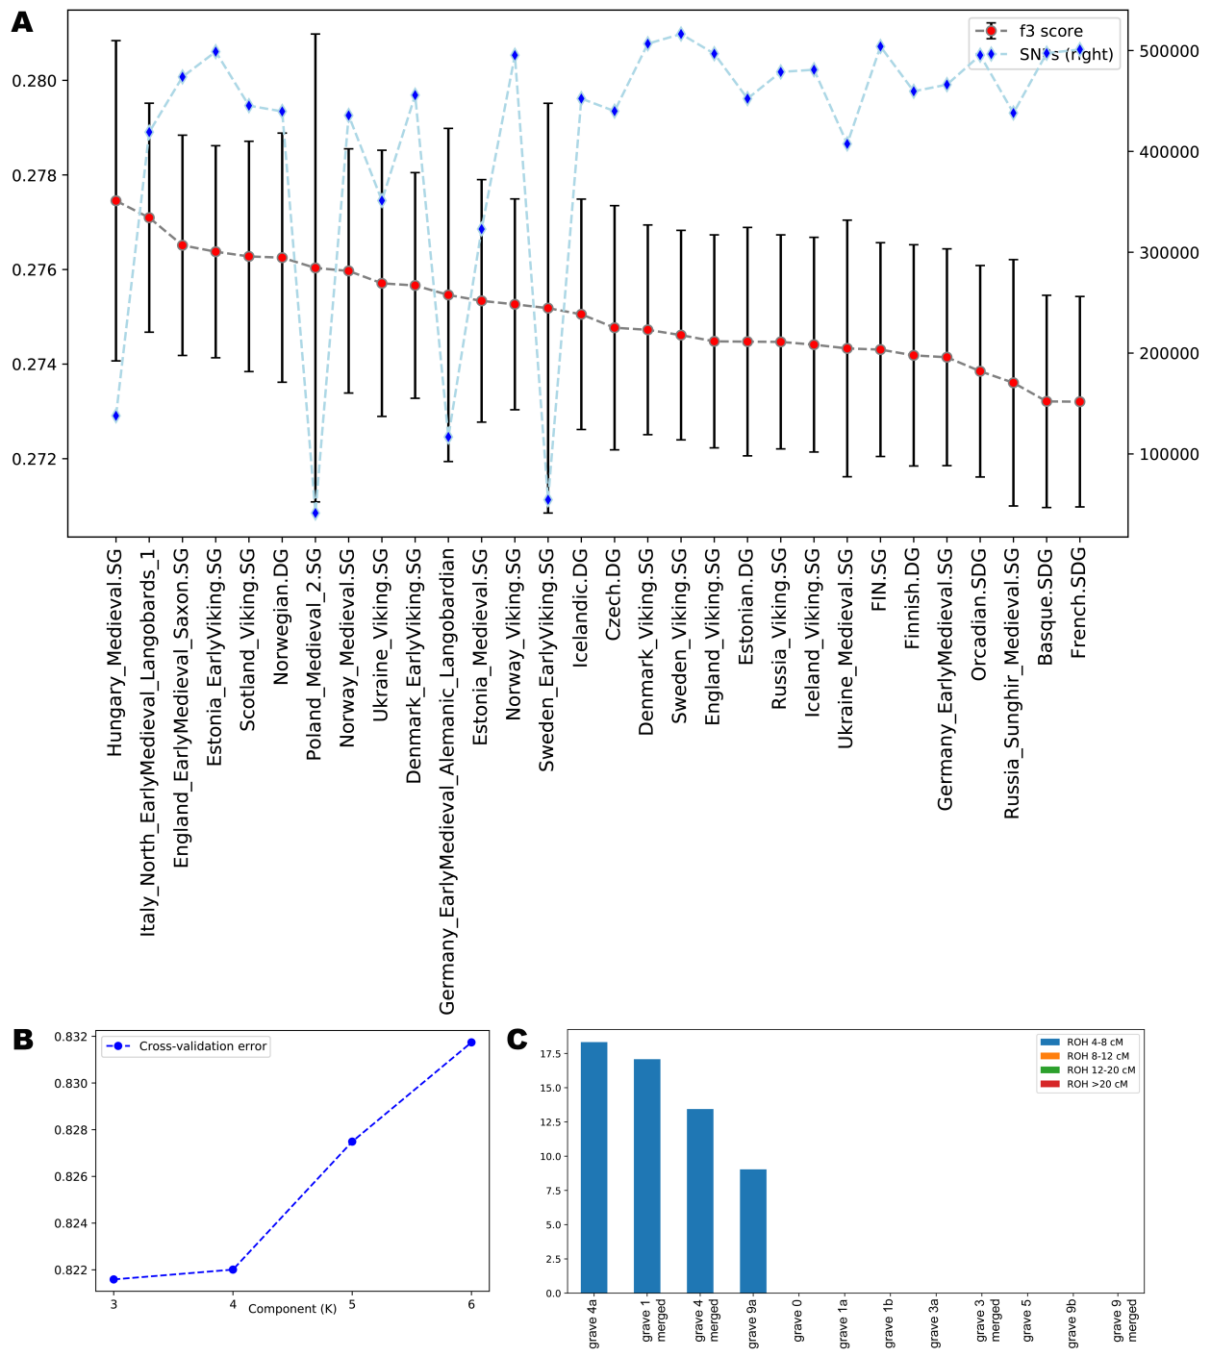 A
f3 score
SNPs (right)
0.280
0.278
0.276
0.274
0.272
500000
400000
300000
200000
100000
Hungary_Medieval.SG
Italy_North_EarlyMedieval_Langobards_1
England_EarlyMedieval_Saxon.SG
Estonia_EarlyViking.SG
Scotland_Viking.SG
Norwegian.DG
Poland_Medieval_2.SG
Norway_Medieval.SG
Ukraine_Viking.SG
Denmark_EarlyViking.SG
Germany_EarlyMedieval_Alemanic_Langobardian
Estonia_Medieval.SG
Norway_Viking.SG
Sweden_EarlyViking.SG
Icelandic.DG
Czech.DG
Denmark_Viking.SG
Sweden_Viking.SG
England_Viking.SG
Estonian.DG
Russia_Viking.SG
Iceland_Viking.SG
Ukraine_Medieval.SG
FIN.SG
Finnish.DG
Germany_EarlyMedieval.SG
Orcadian.SDG
Russia_Sunghir_Medieval.SG
Basque.SDG
French.SDG
B
Cross-validation error
0.832
0.830
0.828
0.826
0.824
0.822
3
4
5
6
Component (K)
C
ROH 4-8 cM
ROH 8-12 cM
ROH 12-20 cM
ROH >20 cM
17.5
15.0
12.5
10.0
7.5
5.0
2.5
0.0
grave 4a
grave 1
merged
grave 4
merged
grave 9a
grave 0
grave 1a
grave 1b
grave 3a
grave 3
merged
grave 5
grave 9b
grave 9
merged